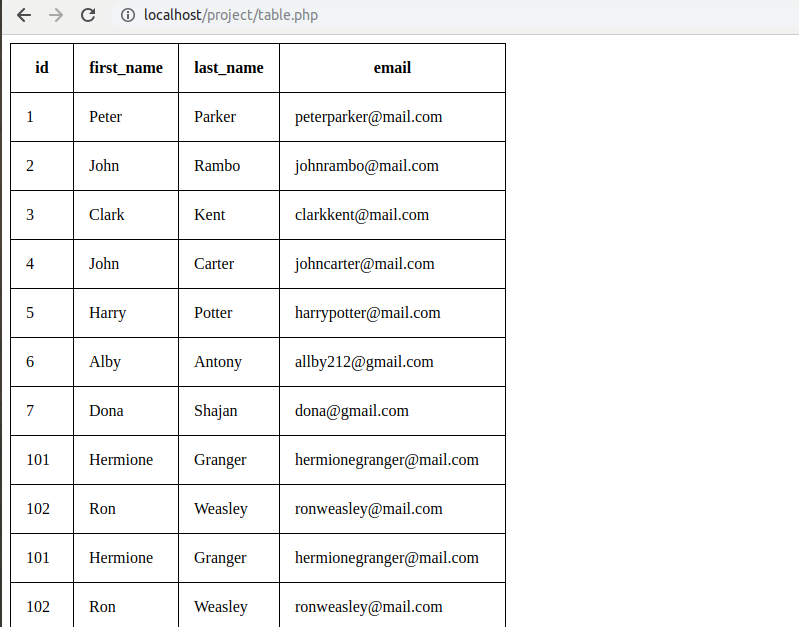 localhost/project/table.php
id first_name last_name email
1 Peter Parker peterparker@mail.com
2 John Rambo johnrambo@mail.com
3 Clark Kent clarkkent@mail.com
4 John Carter johncarter@mail.com
5 Harry Potter harrypotter@mail.com
6 Alby Antony allby212@gmail.com
7 Dona Shajan dona@gmail.com
101 Hermione Granger hermionegranger@mail.com
102 Ron Weasley ronweasley@mail.com
101 Hermione Granger hermionegranger@mail.com
102 Ron Weasley ronweasley@mail.com